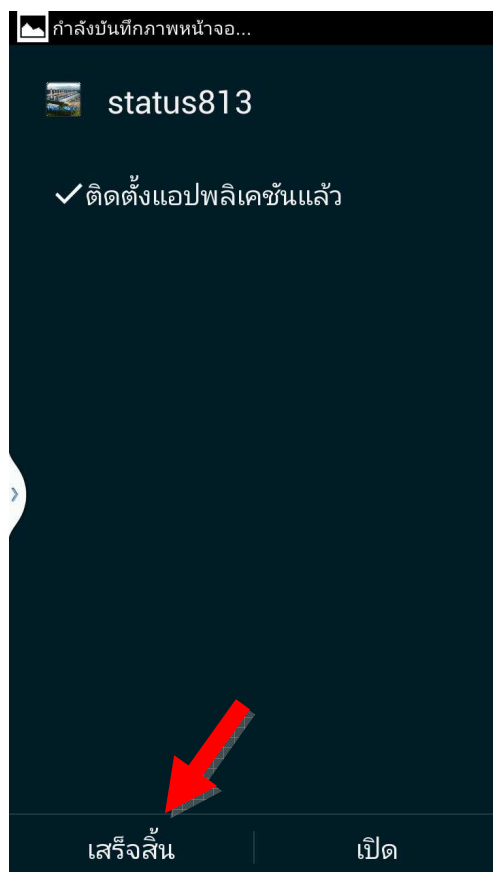 กำลังบันทึกภาพหน้าจอ...
status813
ติดตั้งแอปพลิเคชันแล้ว
เสร็จสิ้น
เปิด